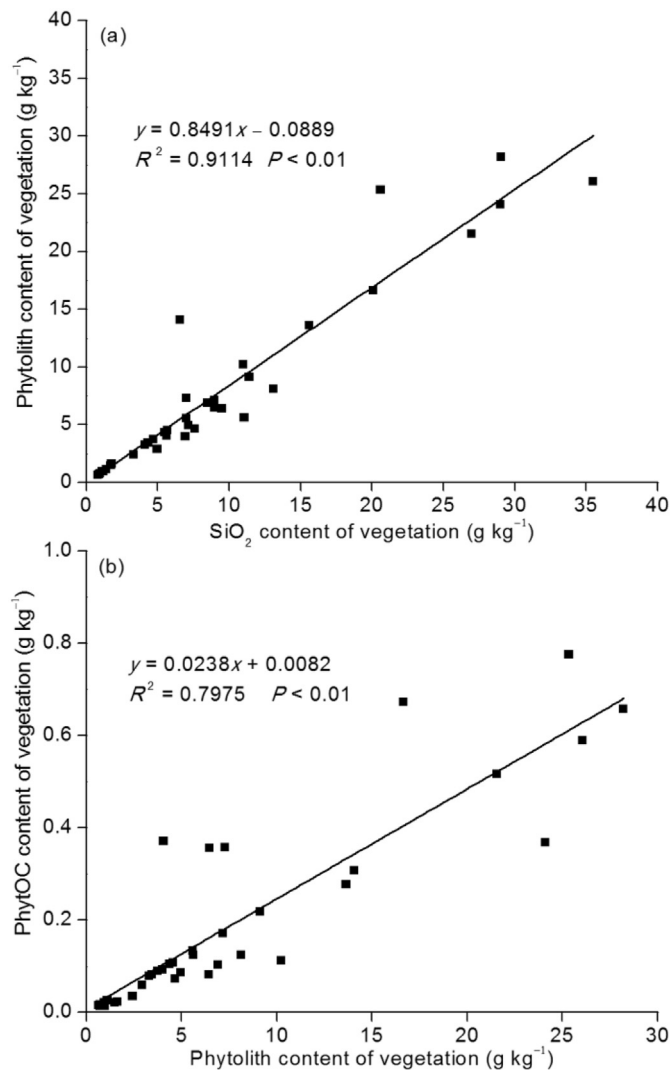 (a)
40
35
30
25
20
15
10
5
0
Phytolith content of vegetation (g kg⁻¹)
y = 0.8491x – 0.0889
R² = 0.9114 P < 0.01
0 5 10 15 20 25 30 35 40
SiO₂ content of vegetation (g kg⁻¹)
(b)
1.0
0.8
0.6
0.4
0.2
0.0
PhytOC content of vegetation (g kg⁻¹)
y = 0.0238x + 0.0082
R² = 0.7975 P < 0.01
0 5 10 15 20 25 30
Phytolith content of vegetation (g kg⁻¹)